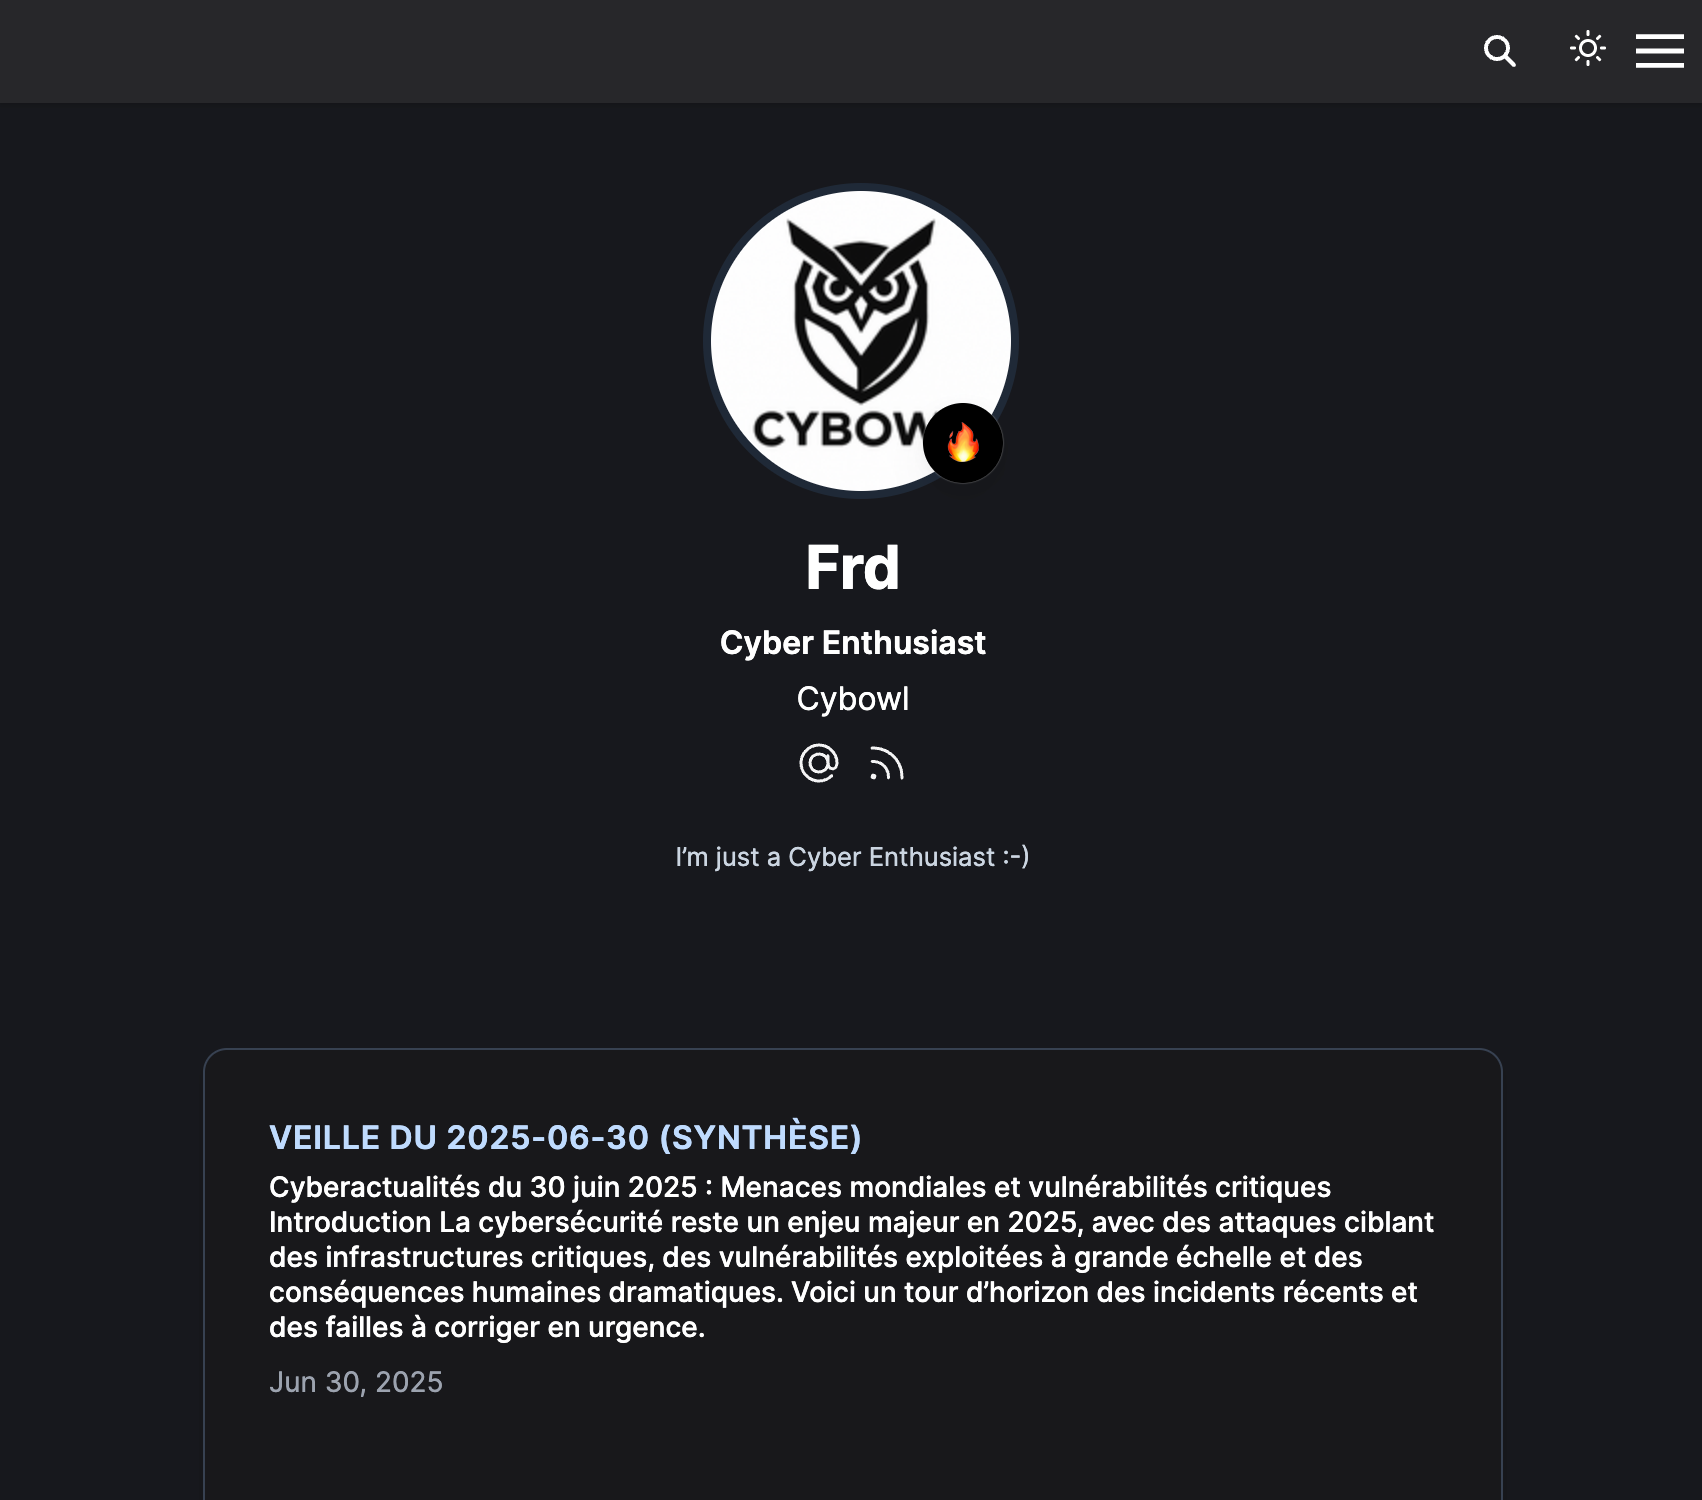 CYBOW
Frd
Cyber Enthusiast
Cybowl
I’m just a Cyber Enthusiast :-)
VEILLE DU 2025-06-30 (SYNTHÈSE)
Cyberactualités du 30 juin 2025 : Menaces mondiales et vulnérabilités critiques
Introduction La cybersécurité reste un enjeu majeur en 2025, avec des attaques ciblant
des infrastructures critiques, des vulnérabilités exploitées à grande échelle et des
conséquences humaines dramatiques. Voici un tour d’horizon des incidents récents et
des failles à corriger en urgence.
Jun 30, 2025